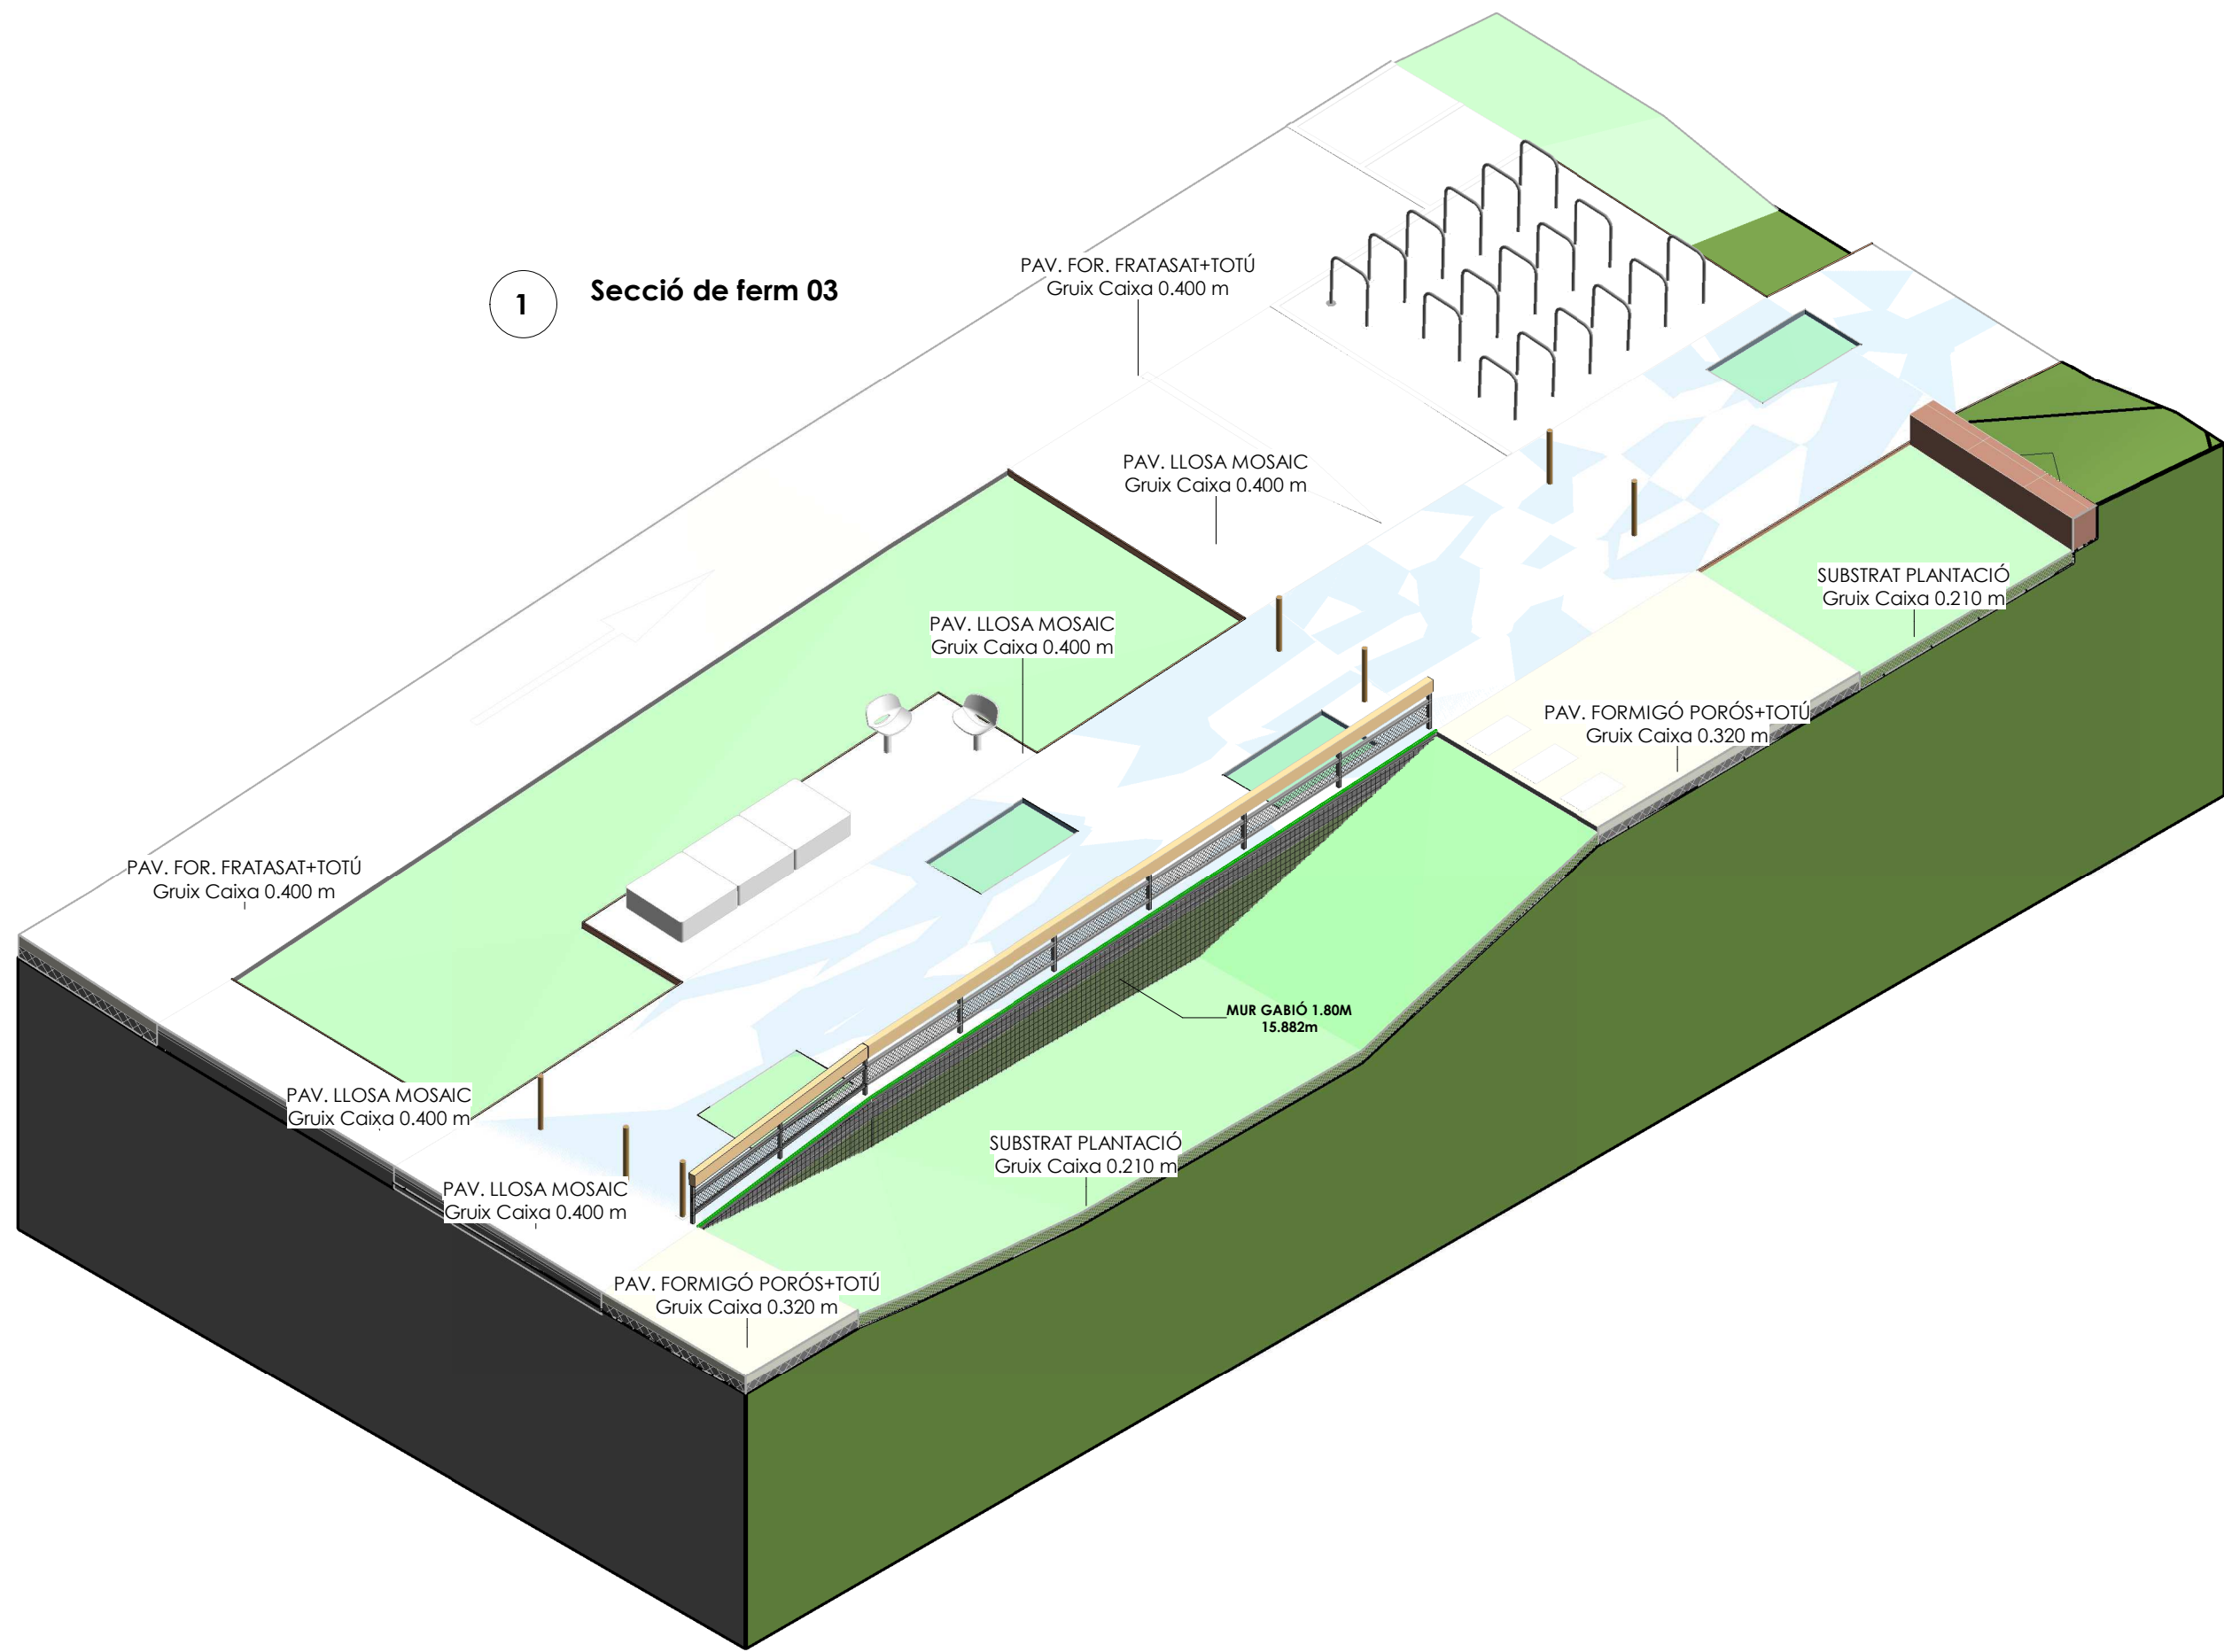 1
Secció de ferm 03
PAV. FOR. FRATASAT+TOTÚ
Gruix Caixa 0.400 m
PAV. LLOSA MOSAIC
Gruix Caixa 0.400 m
SUBSTRAT PLANTACIÓ
Gruix Caixa 0.210 m
PAV. LLOSA MOSAIC
Gruix Caixa 0.400 m
PAV. FORMIGÓ PORÓS+TOTÚ
Gruix Caixa 0.320 m
PAV. FOR. FRATASAT+TOTÚ
Gruix Caixa 0.400 m
MUR GABIÓ 1.80M
15.882m
PAV. LLOSA MOSAIC
Gruix Caixa 0.400 m
SUBSTRAT PLANTACIÓ
Gruix Caixa 0.210 m
PAV. LLOSA MOSAIC
Gruix Caixa 0.400 m
PAV. FORMIGÓ PORÓS+TOTÚ
Gruix Caixa 0.320 m